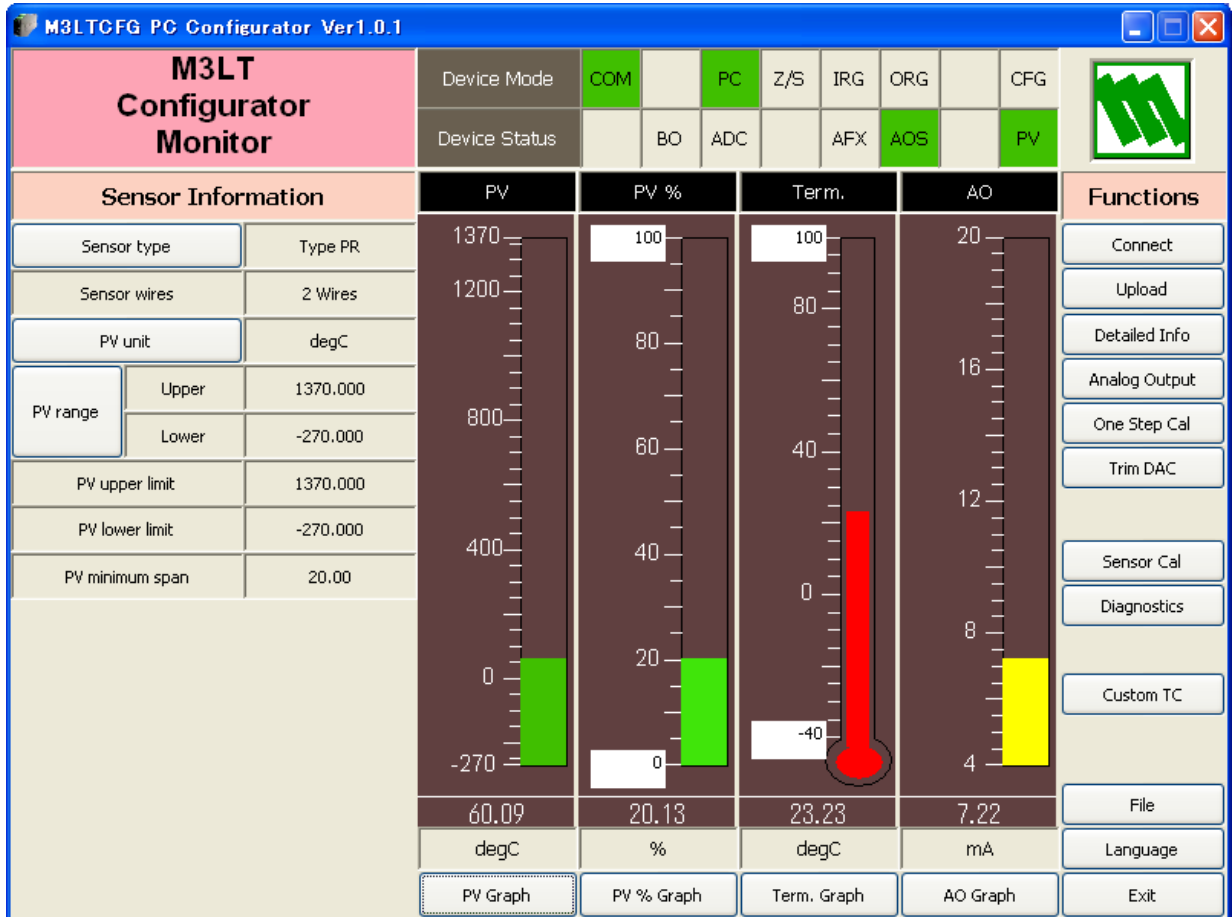 M3LTCFG PC Configurator Ver1.0.1
M3LT
Configurator
Monitor
Device Mode COM PC Z/S IRG ORG CFG
Device Status BO ADC AFX AOS PV
Sensor Information
Sensor type Type PR
Sensor wires 2 Wires
PV unit degC
PV range Upper 1370.000
Lower -270.000
PV upper limit 1370.000
PV lower limit -270.000
PV minimum span 20.00
PV
1370
1200
800
400
0
-270
60.09
degC
PV Graph
PV %
100
80
60
40
20
0
20.13
%
PV % Graph
Term.
100
80
40
0
-40
23.23
degC
Term. Graph
AO
20
16
12
8
4
7.22
mA
AO Graph
Functions
Connect
Upload
Detailed Info
Analog Output
One Step Cal
Trim DAC
Sensor Cal
Diagnostics
Custom TC
File
Language
Exit